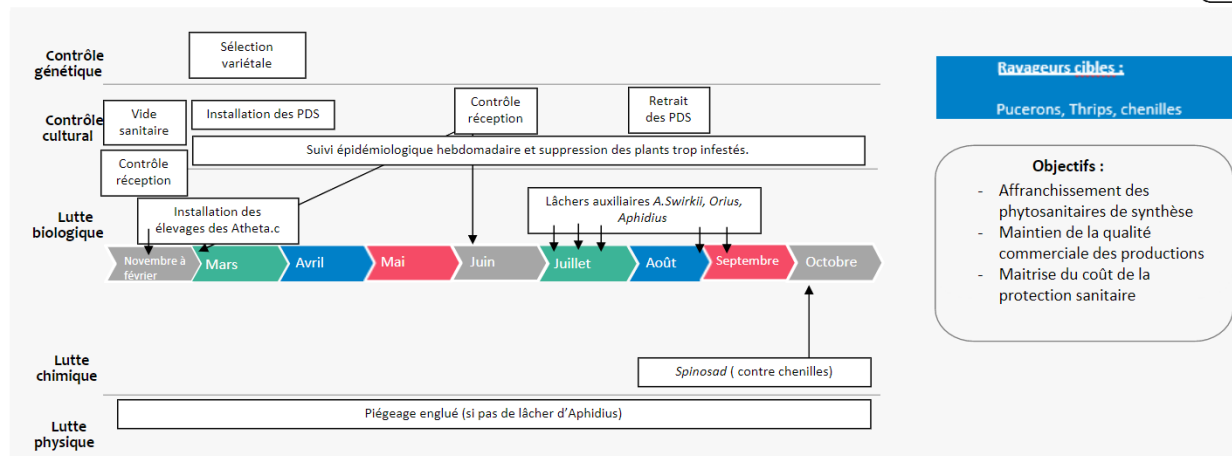 Contrôle
génétique
Sélection
variétale
Contrôle
cultural
Vide
sanitaire
Installation des PDS
Contrôle
réception
Retrait
des PDS
Suivi épidémiologique hebdomadaire et suppression des plants trop infestés.
Contrôle
réception
Lutte
biologique
Installation des
élevages des Atheta.c
Lâchers auxiliaires A.Swirkii, Orius,
Aphidius
Novembre à
février
Mars
Avril
Mai
Juin
Juillet
Août
Septembre
Octobre
Lutte
chimique
Spinosad ( contre chenilles)
Lutte
physique
Piégeage englué (si pas de lâcher d’Aphidius)
Ravageurs cibles :
Pucerons, Thrips, chenilles
Objectifs :
- Affranchissement des
phytosanitaires de synthèse
- Maintien de la qualité
commerciale des productions
- Maitrise du coût de la
protection sanitaire